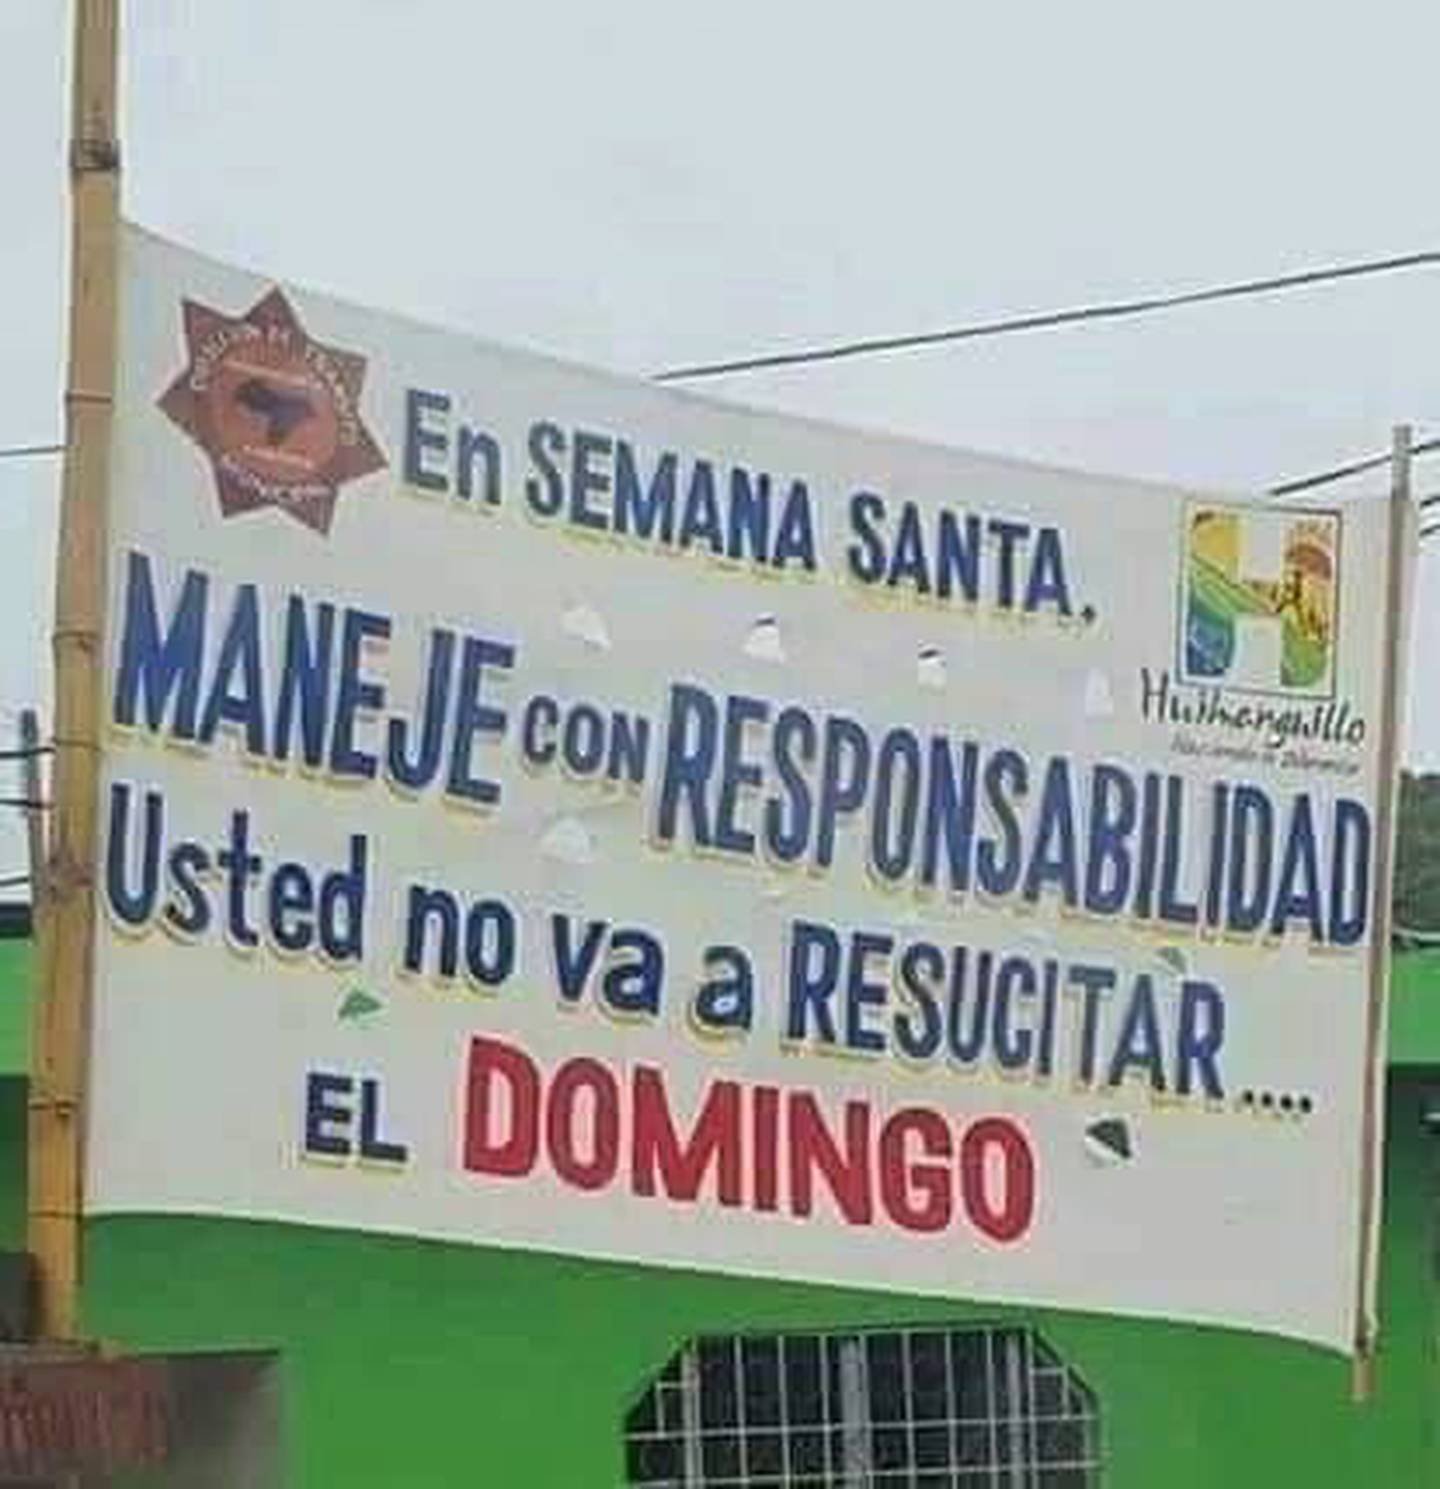 En SEMANA SANTA,
Huimanguillo
MANEJE CON RESPONSABILIDAD
Usted no va a RESUCITAR....
EL DOMINGO